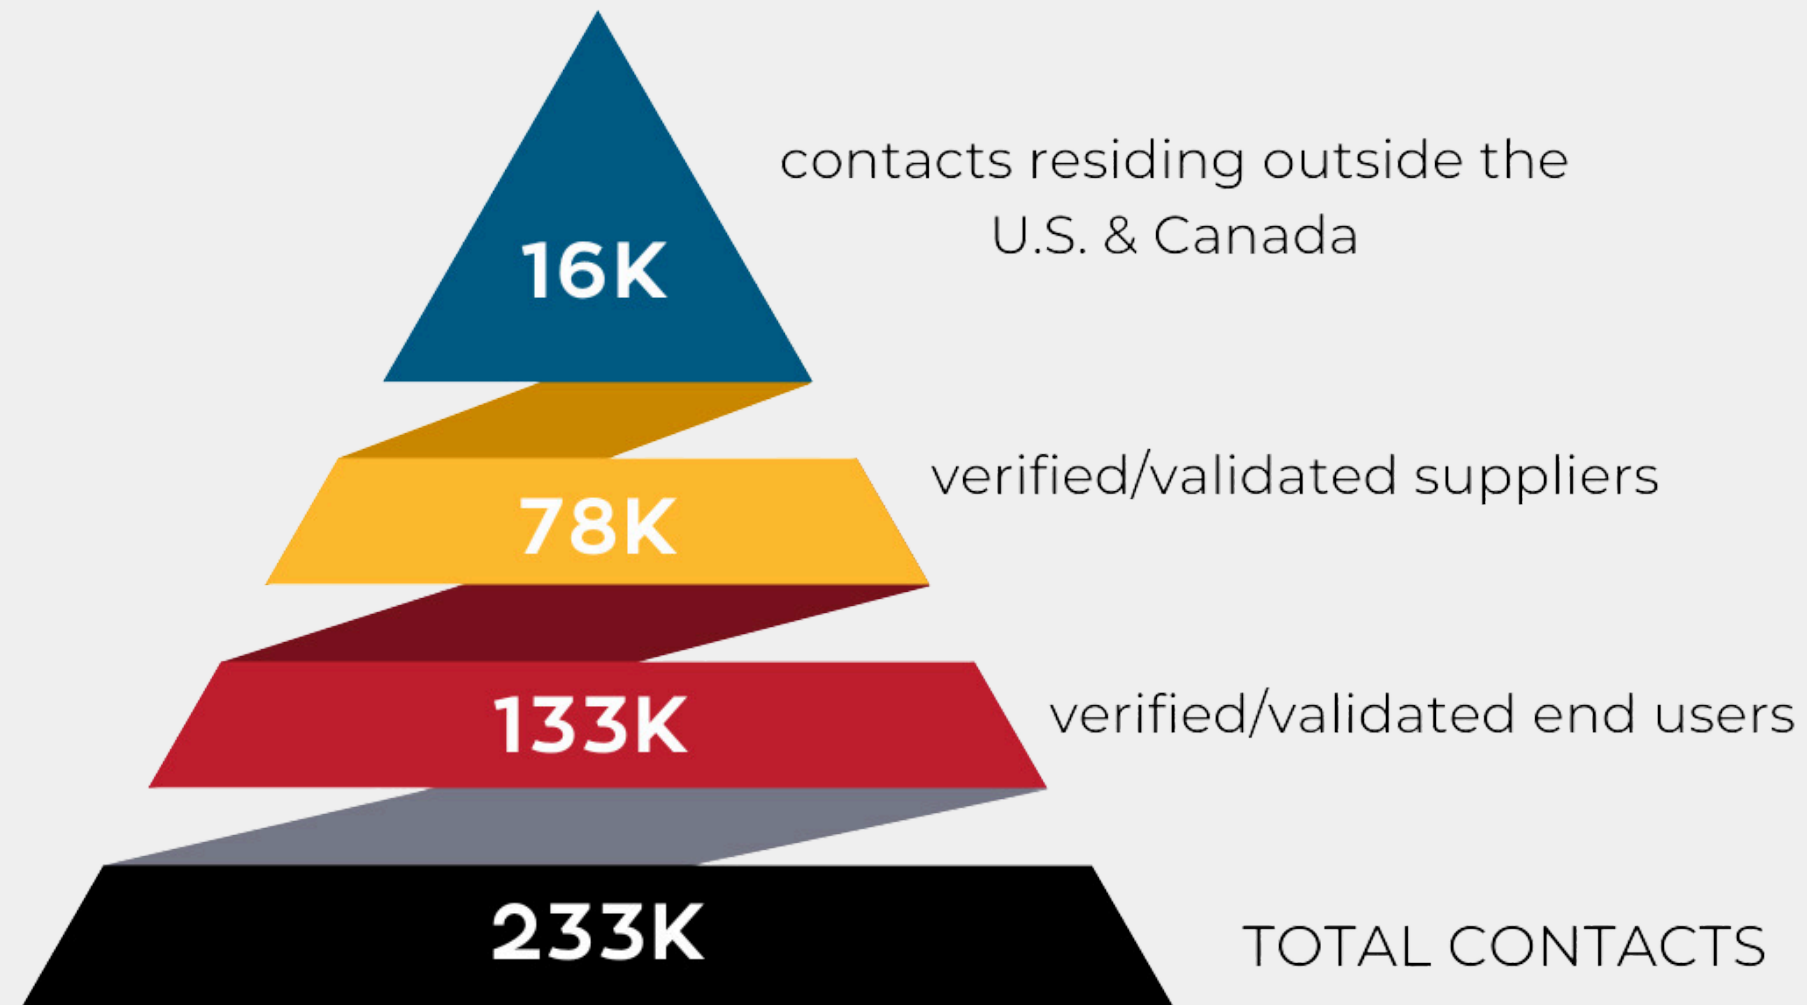 16K
contacts residing outside the
U.S. & Canada
78K
verified/validated suppliers
133K
verified/validated end users
233K
TOTAL CONTACTS